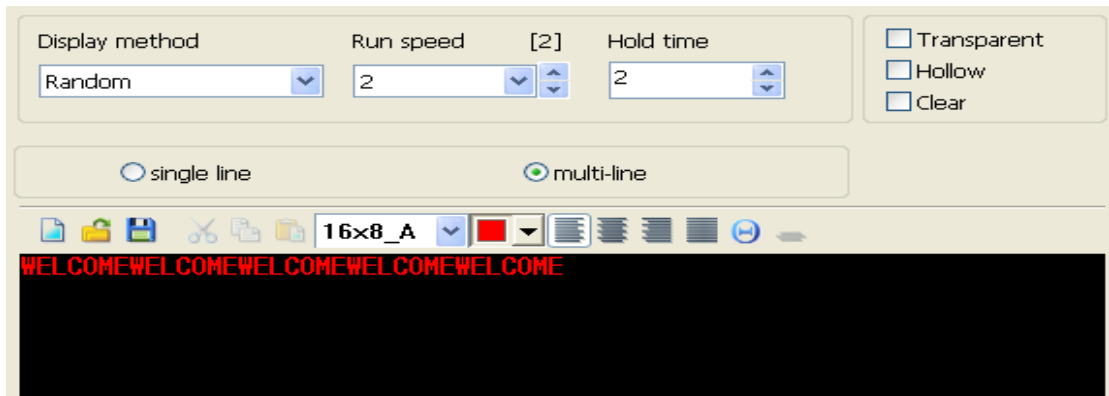 Display method Run speed [2] Hold time
Random 2 2
Transparent
Hollow
Clear
single line multi-line
16x8_A
WELCOMEWELCOMEWELCOMEWELCOMEWELCOME